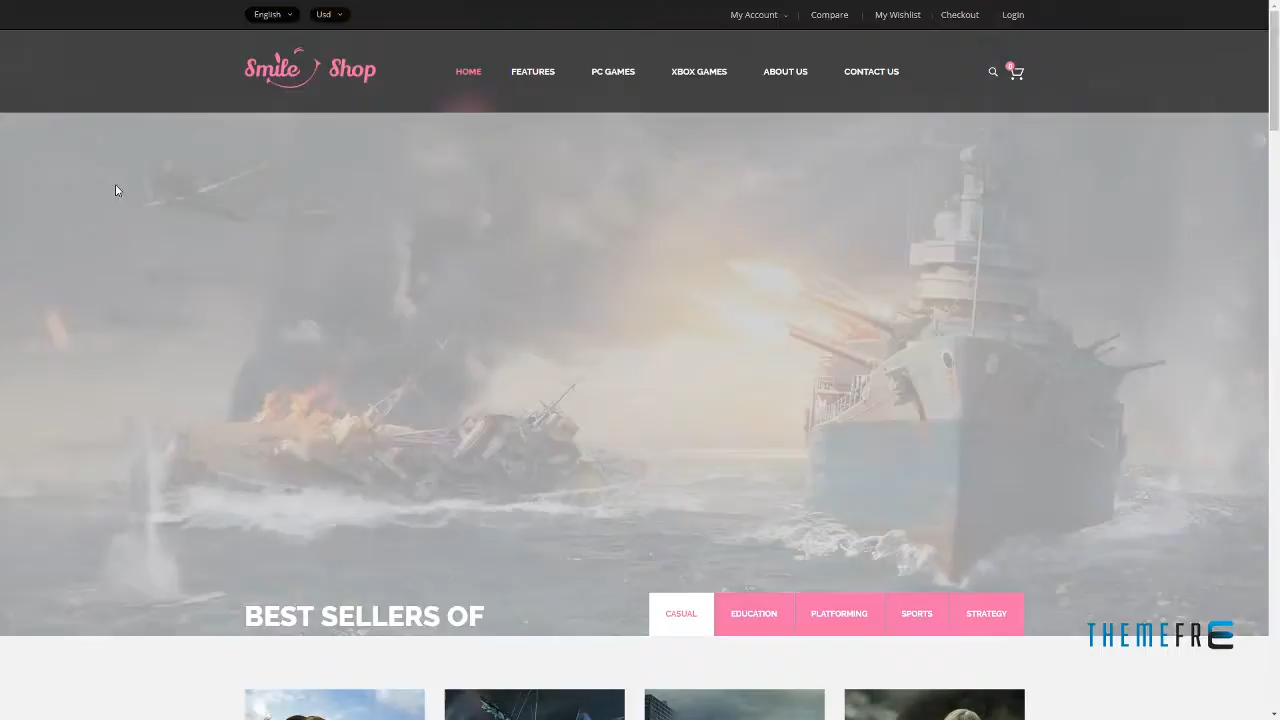 English Usd My Account Compare My Wishlist Checkout Login
Smile Shop HOME FEATURES PC GAMES XBOX GAMES ABOUT US CONTACT US 0
BEST SELLERS OF CASUAL EDUCATION PLATFORMING SPORTS STRATEGY
THEMEFRE